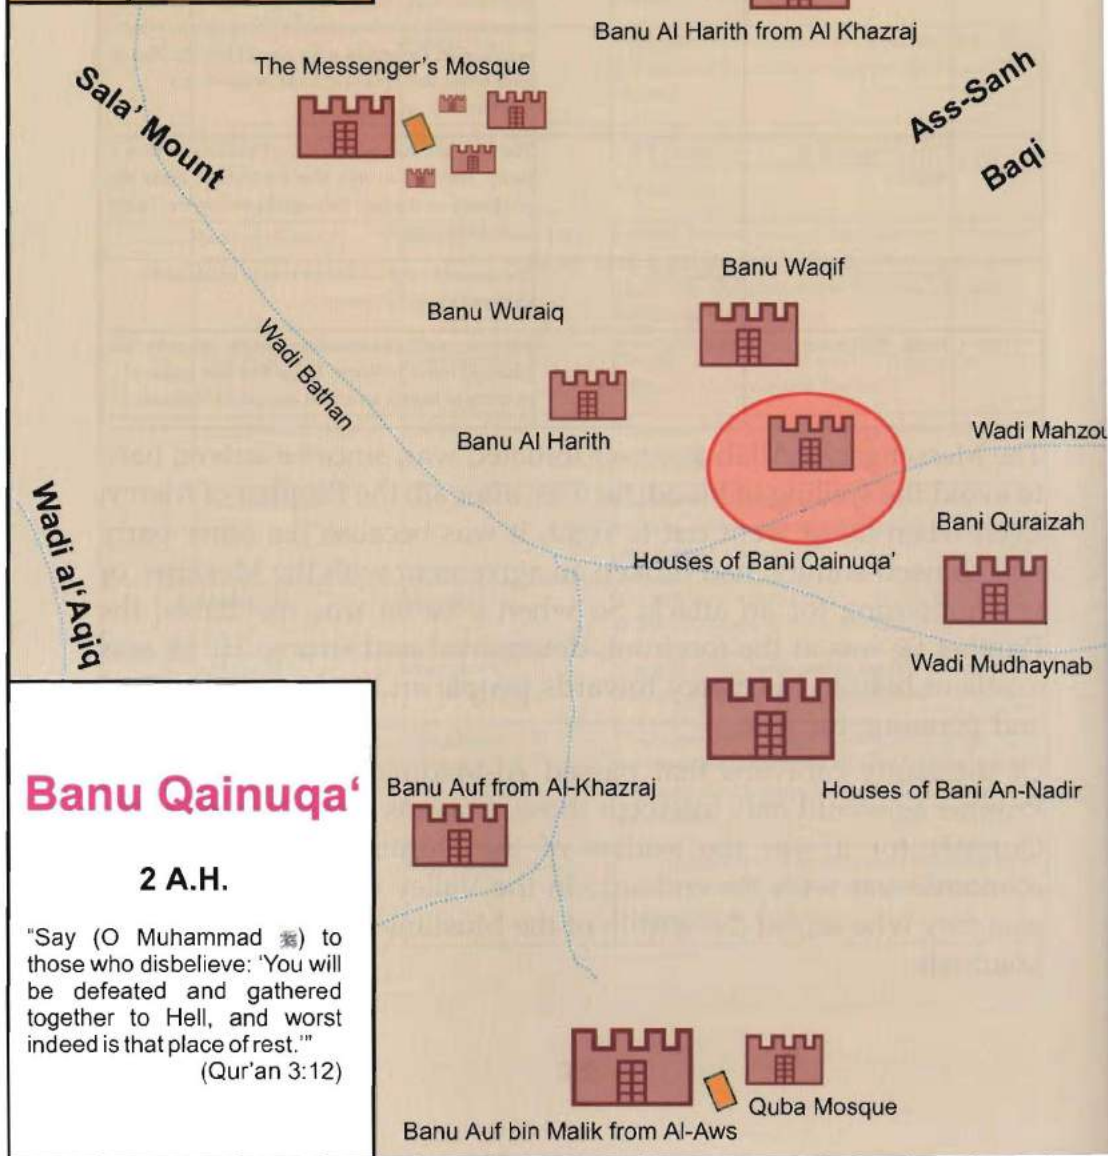 Banu Al Harith from Al Khazraj
The Messenger's Mosque
Sala' Mount
Ass-Sanh
Baqi
Banu Waqif
Banu Wuraiq
Wadi Bathan
Banu Al Harith
Wadi Mahzou
Wadi al‘Aqiq
Bani Quraizah
Houses of Bani Qainuqa'
Wadi Mudhaynab
Banu Qainuqa‘
2 A.H.
"Say (O Muhammad ﷺ) to
those who disbelieve: 'You will
be defeated and gathered
together to Hell, and worst
indeed is that place of rest.'"
(Qur'an 3:12)
Banu Auf from Al-Khazraj
Houses of Bani An-Nadir
Quba Mosque
Banu Auf bin Malik from Al-Aws